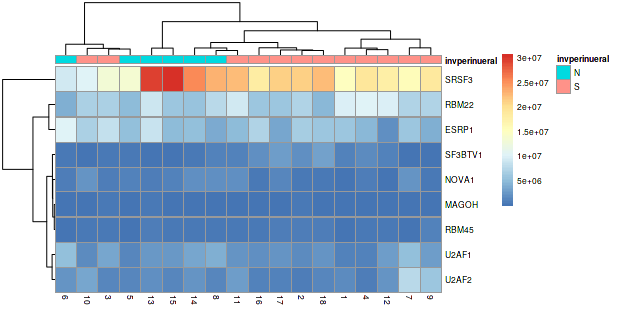 invperinueral
SRSF3
RBM22
ESRP1
SF3BTV1
NOVA1
MAGOH
RBM45
U2AF1
U2AF2
6 10 3 5 13 15 14 8 11 16 17 2 18 1 4 12 7 9
3e+07
2.5e+07
2e+07
1.5e+07
1e+07
5e+06
invperinueral
N
S